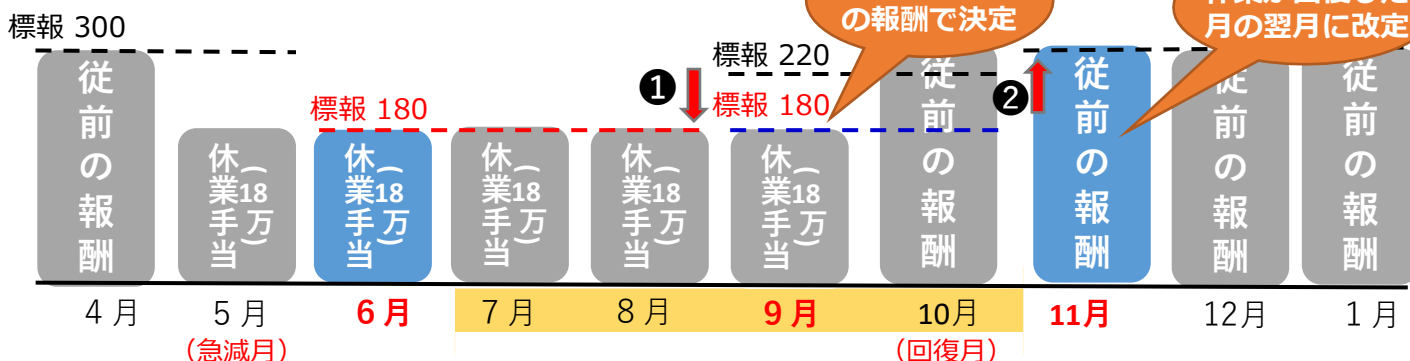 標報 300
の報酬で決定
月の翌月に改定
標報 220
❶
標報 180
標報 180
❷
従前の報酬
休業手当(18万)
休業手当(18万)
休業手当(18万)
休業手当(18万)
休業手当(18万)
従前の報酬
従前の報酬
従前の報酬
従前の報酬
4 月
5 月
6 月
7 月
8 月
9 月
10月
11月
12月
1 月
(急減月)
(回復月)